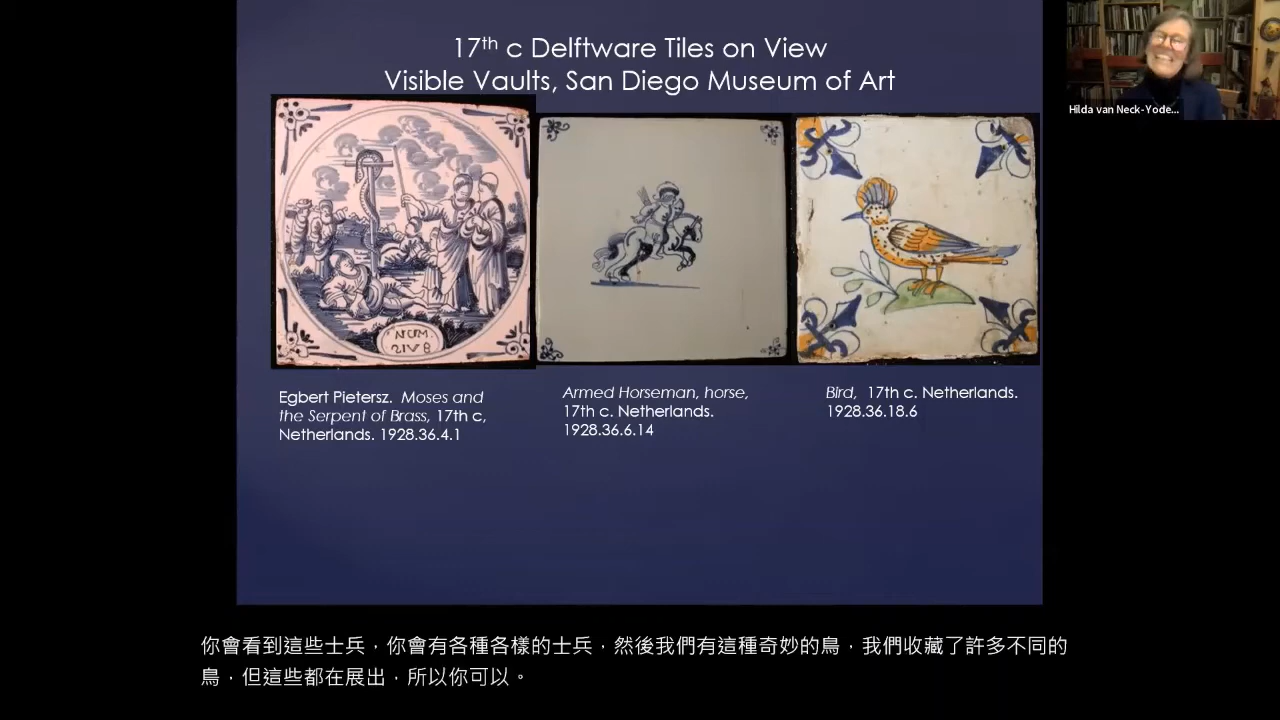 17th c Delftware Tiles on View
Visible Vaults, San Diego Museum of Art
Hilda van Neck-Yode...
NUM
21V8
Egbert Pietersz. Moses and
the Serpent of Brass, 17th c,
Netherlands. 1928.36.4.1
Armed Horseman, horse,
17th c. Netherlands.
1928.36.6.14
Bird, 17th c. Netherlands.
1928.36.18.6
你會看到這些士兵，你會有各種各樣的士兵，然後我們有這種奇妙的鳥，我們收藏了許多不同的
鳥，但這些都在展出，所以你可以。